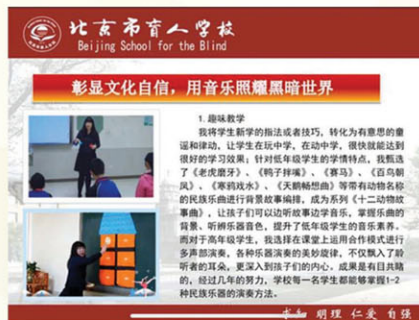 北京市盲人学校
Beijing School for the Blind
彰显文化自信，用音乐照耀黑暗世界
1. 趣味教学
我将学生新学的指法或者技巧，转化为有意思的童
谣和律动，让学生在玩中学，在动中学，很快就能达到
很好的学习效果；针对低年级学生的学情特点，我甄选
了《老虎磨牙》、《鸭子拌嘴》、《赛马》、《百鸟朝
凤》、《寒鸦戏水》、《天鹅畅想曲》等带有动物名称
的民族乐曲进行背景故事编排，成为系列《十二动物故
事曲》，让孩子们可以边听故事边学音乐，掌握乐曲的
背景、听辨乐器音色，提升了低年级学生的音乐素养。
而对于高年级学生，我选择在课堂上运用合作模式进行
多声部演奏，各种乐器演奏的美妙旋律，不仅飘入了聆
听者的耳朵，更深入到孩子们的内心。成果是有目共睹
的，经过几年的努力，学校每一名学生都能够掌握1-2
种民族乐器的演奏方法。
求知 明理 仁爱 自强